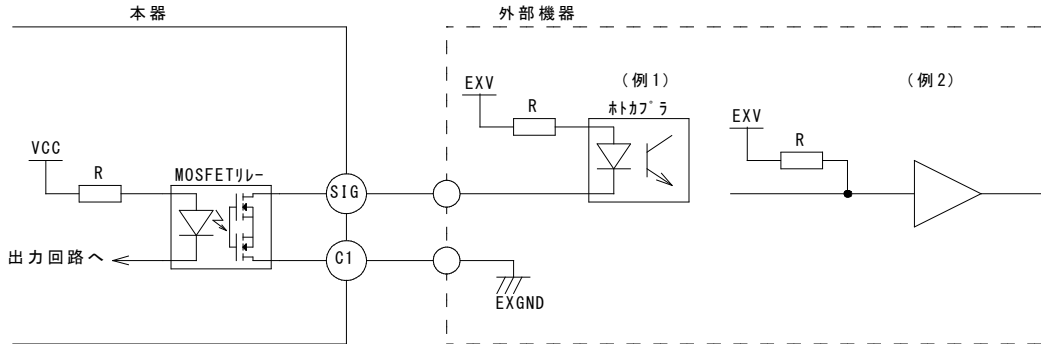 本器
外部機器
(例1)
(例2)
EXV
R
ﾎﾄｶﾌﾟﾗ
EXV
R
VCC
R
MOSFETﾘﾚｰ
SIG
出力回路へ
C1
EXGND